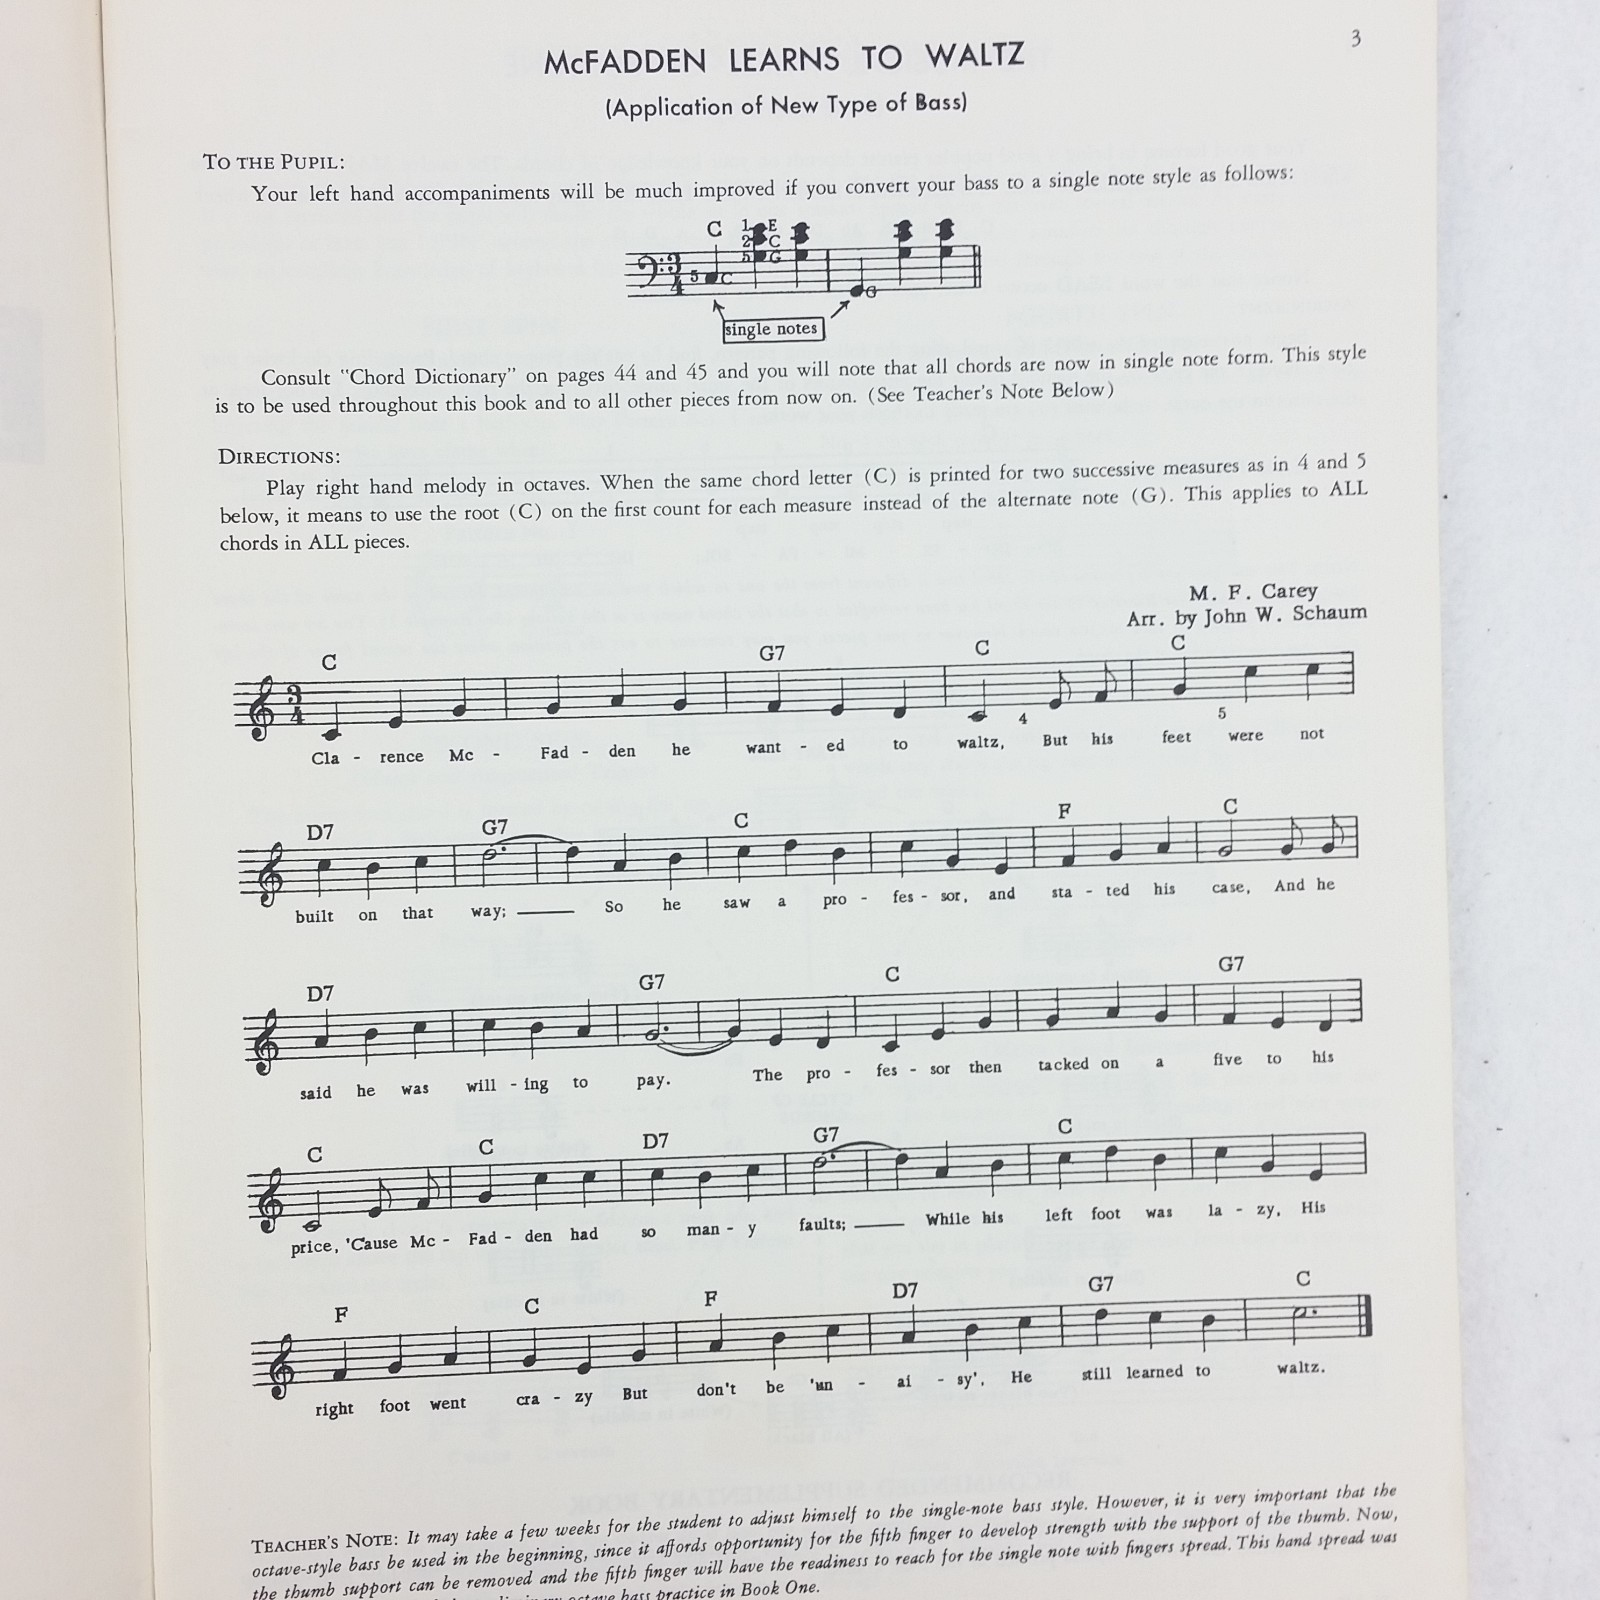 3
McFADDEN LEARNS TO WALTZ
(Application of New Type of Bass)
TO THE PUPIL:
Your left hand accompaniments will be much improved if you convert your bass to a single note style as follows:
C 1 E
2 C
5 G
3 4 5 C G
single notes
Consult "Chord Dictionary" on pages 44 and 45 and you will note that all chords are now in single note form. This style
is to be used throughout this book and to all other pieces from now on. (See Teacher's Note Below)
DIRECTIONS:
Play right hand melody in octaves. When the same chord letter (C) is printed for two successive measures as in 4 and 5
below, it means to use the root (C) on the first count for each measure instead of the alternate note (G). This applies to ALL
chords in ALL pieces.
M. F. Carey
Arr. by John W. Schaum
C G7 C C
3 4
4 5
Cla - rence Mc - Fad - den he want - ed to waltz, But his feet were not
D7 G7 C F C
built on that way; So he saw a pro - fes - sor, and sta - ted his case, And he
D7 G7 C G7
said he was will - ing to pay. The pro - fes - sor then tacked on a five to his
C C D7 G7 C
price, 'Cause Mc - Fad - den had so man - y faults; While his left foot was la - zy, His
F C F D7 G7 C
right foot went cra - zy But don't be 'un - ai - sy'. He still learned to waltz.
TEACHER'S NOTE: It may take a few weeks for the student to adjust himself to the single-note bass style. However, it is very important that the
octave-style bass be used in the beginning, since it affords opportunity for the fifth finger to develop strength with the support of the thumb. Now,
the thumb support can be removed and the fifth finger will have the readiness to reach for the single note with fingers spread. This hand spread was
octave bass practice in Book One.